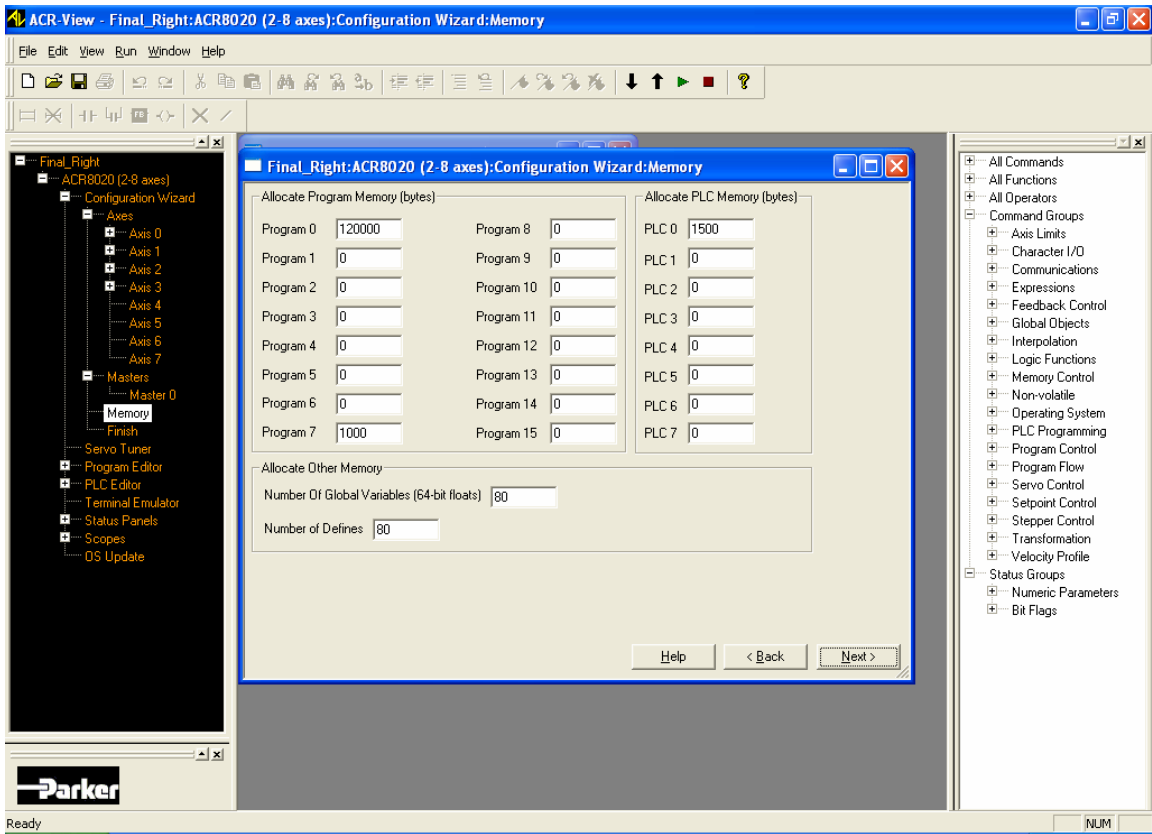 ACR-View - Final_Right:ACR8020 (2-8 axes):Configuration Wizard:Memory
File Edit View Run Window Help
Final_Right
ACR8020 (2-8 axes)
Configuration Wizard
Axes
Axis 0
Axis 1
Axis 2
Axis 3
Axis 4
Axis 5
Axis 6
Axis 7
Masters
Master 0
Memory
Finish
Servo Tuner
Program Editor
PLC Editor
Terminal Emulator
Status Panels
Scopes
OS Update
Parker
Final_Right:ACR8020 (2-8 axes):Configuration Wizard:Memory
Allocate Program Memory (bytes) Allocate PLC Memory (bytes)
Program 0 120000 Program 8 0 PLC 0 1500
Program 1 0 Program 9 0 PLC 1 0
Program 2 0 Program 10 0 PLC 2 0
Program 3 0 Program 11 0 PLC 3 0
Program 4 0 Program 12 0 PLC 4 0
Program 5 0 Program 13 0 PLC 5 0
Program 6 0 Program 14 0 PLC 6 0
Program 7 1000 Program 15 0 PLC 7 0
Allocate Other Memory
Number Of Global Variables (64-bit floats) 80
Number of Defines 80
Help < Back Next >
All Commands
All Functions
All Operators
Command Groups
Axis Limits
Character I/O
Communications
Expressions
Feedback Control
Global Objects
Interpolation
Logic Functions
Memory Control
Non-volatile
Operating System
PLC Programming
Program Control
Program Flow
Servo Control
Setpoint Control
Stepper Control
Transformation
Velocity Profile
Status Groups
Numeric Parameters
Bit Flags
Ready NUM